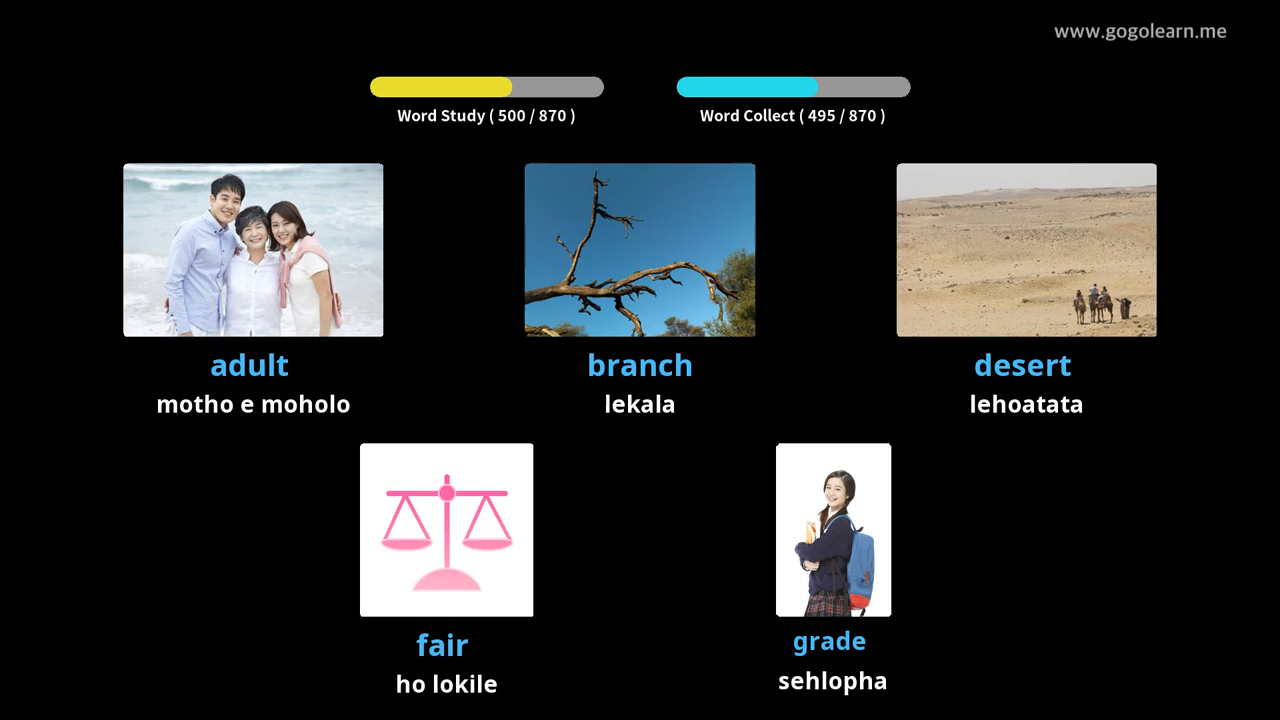 www.gogolearn.me
Word Study ( 500 / 870 )
Word Collect ( 495 / 870 )
adult
motho e moholo
branch
lekala
desert
lehoatata
fair
ho lokile
grade
sehlopha